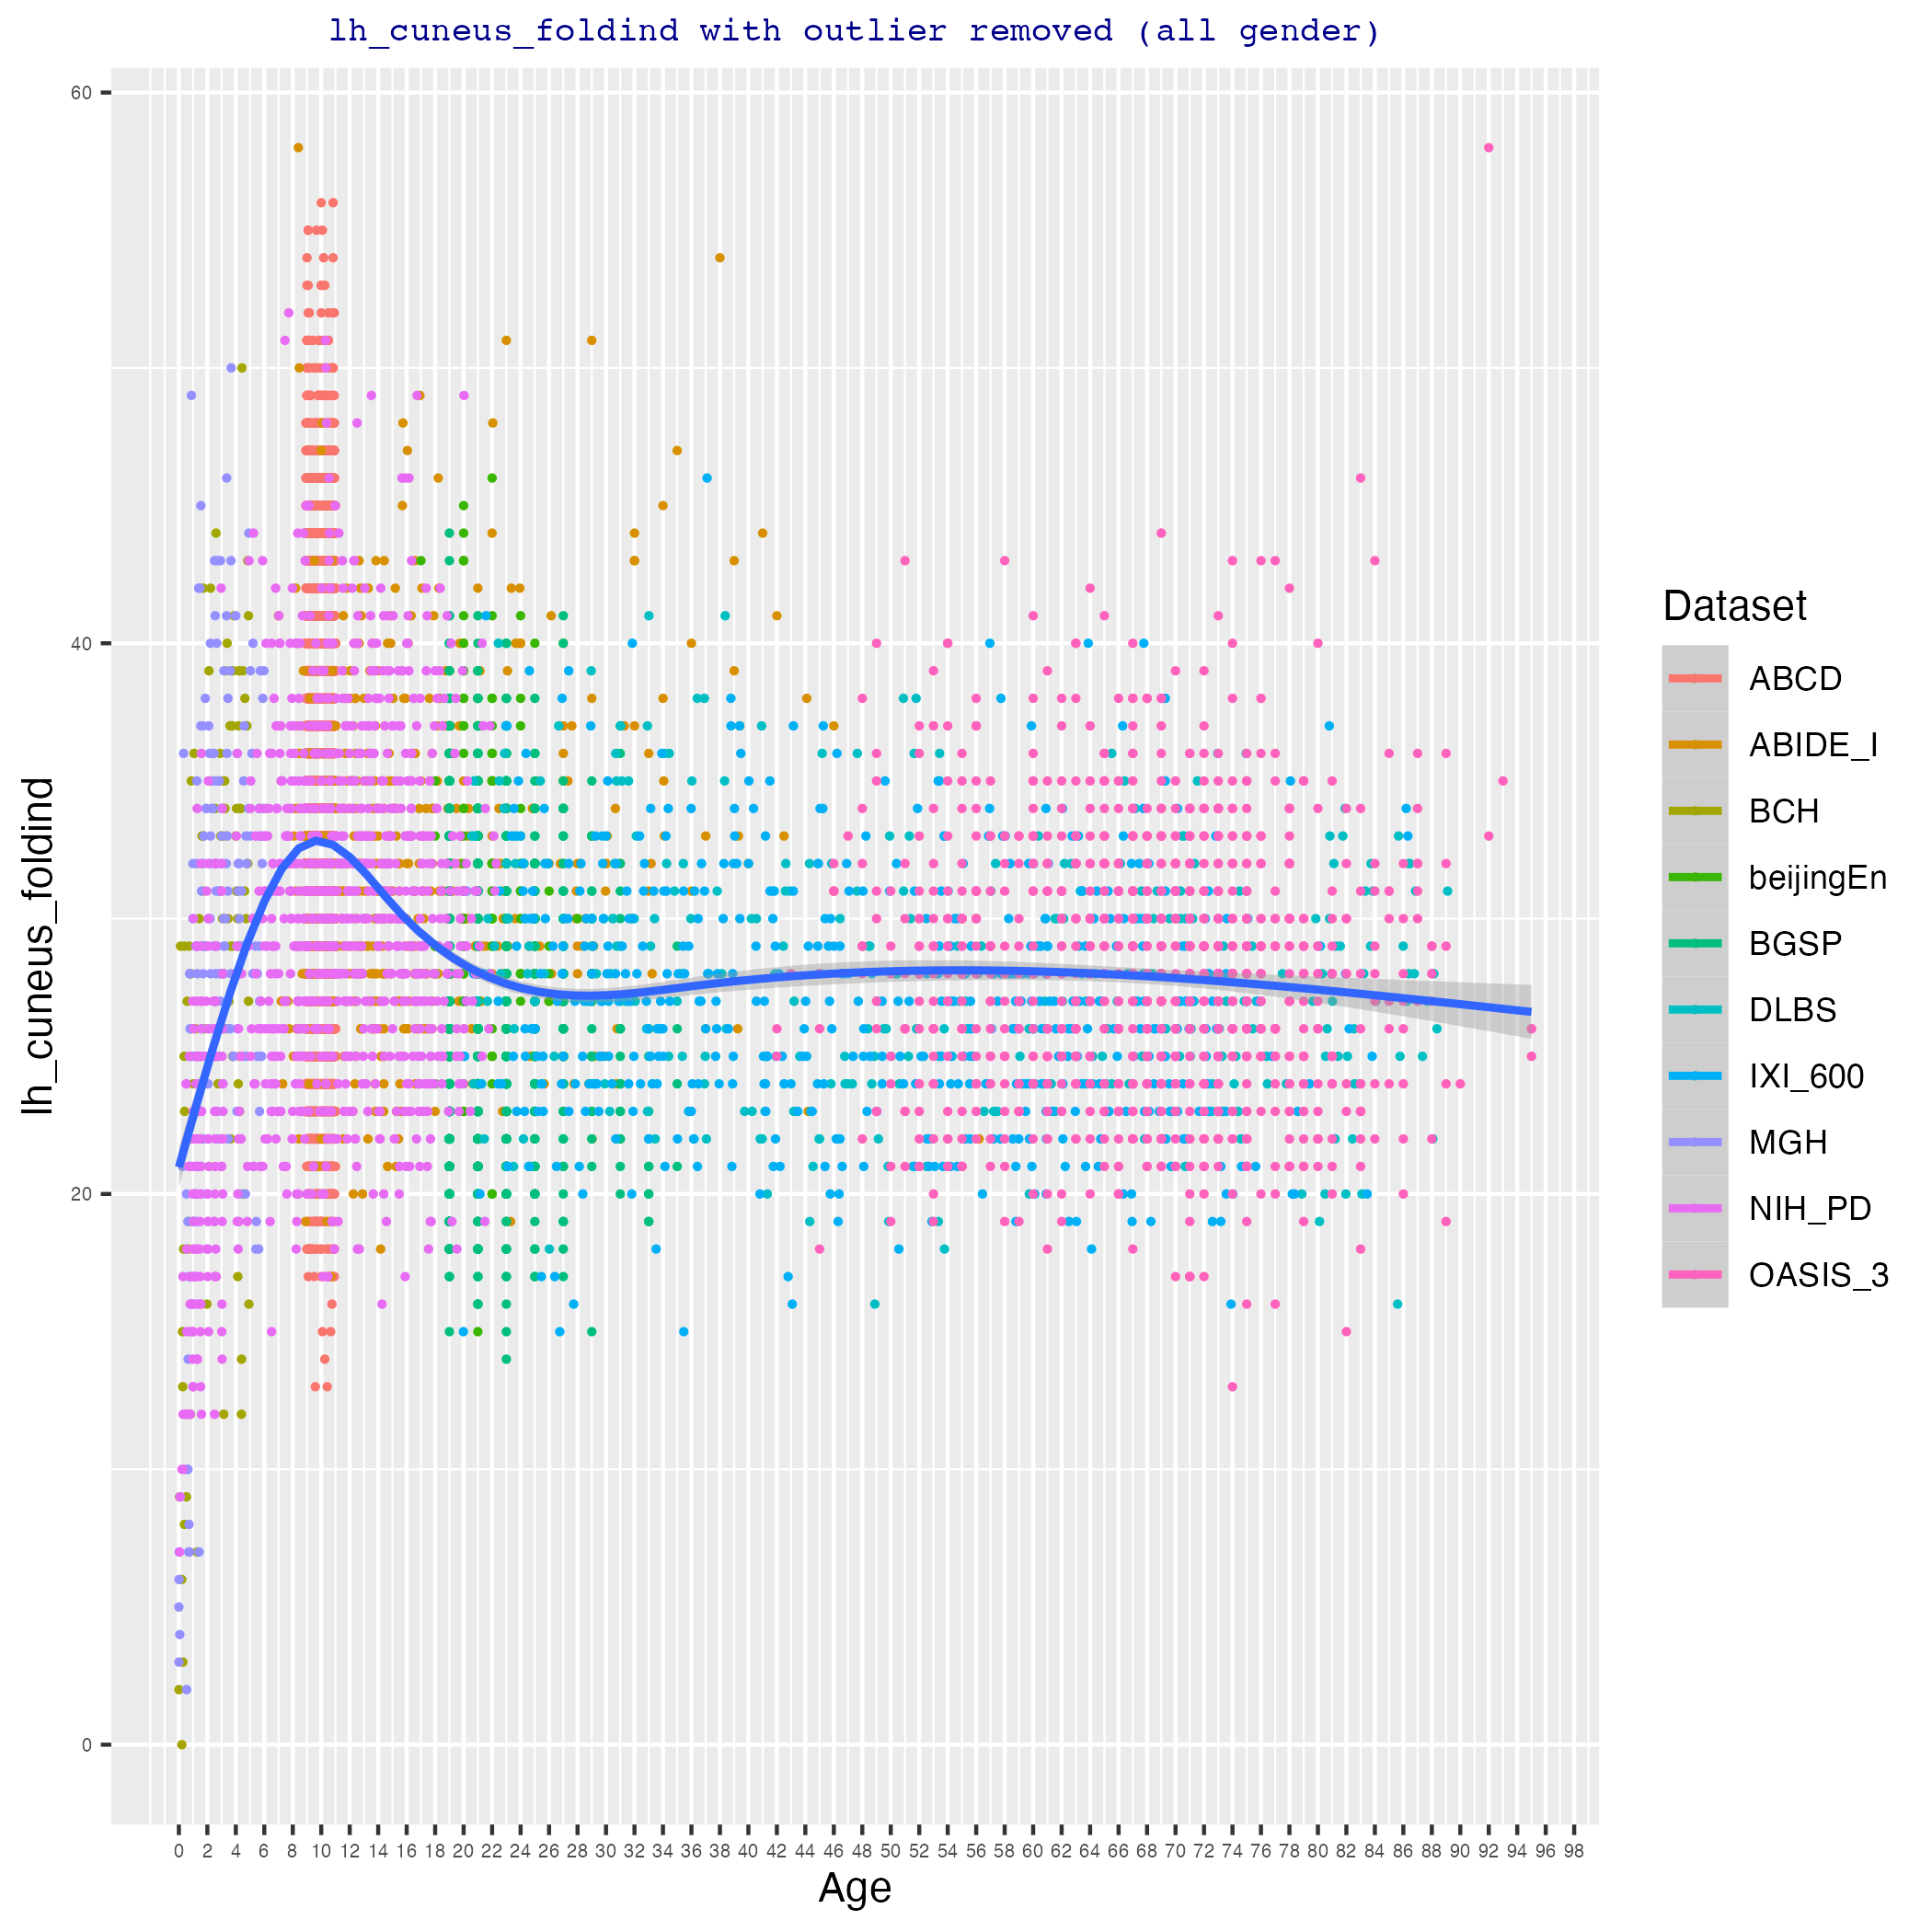 lh_cuneus_foldind with outlier removed (all gender)
lh_cuneus_foldind
60
40
20
0
0 2 4 6 8 10 12 14 16 18 20 22 24 26 28 30 32 34 36 38 40 42 44 46 48 50 52 54 56 58 60 62 64 66 68 70 72 74 76 78 80 82 84 86 88 90 92 94 96 98
Age
Dataset
ABCD
ABIDE_I
BCH
beijingEn
BGSP
DLBS
IXI_600
MGH
NIH_PD
OASIS_3